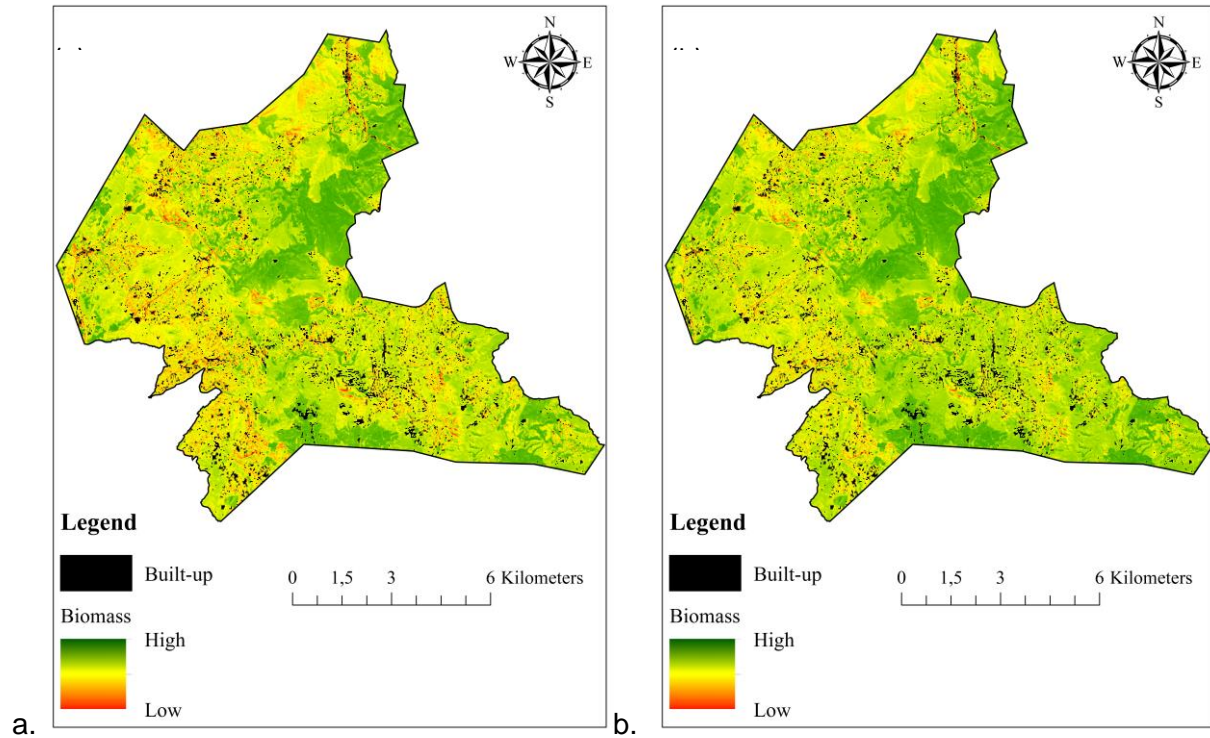 N
W E
S
Legend
Built-up
Biomass
High
Low
0 1,5 3 6 Kilometers
a.
N
W E
S
Legend
Built-up
Biomass
High
Low
0 1,5 3 6 Kilometers
b.